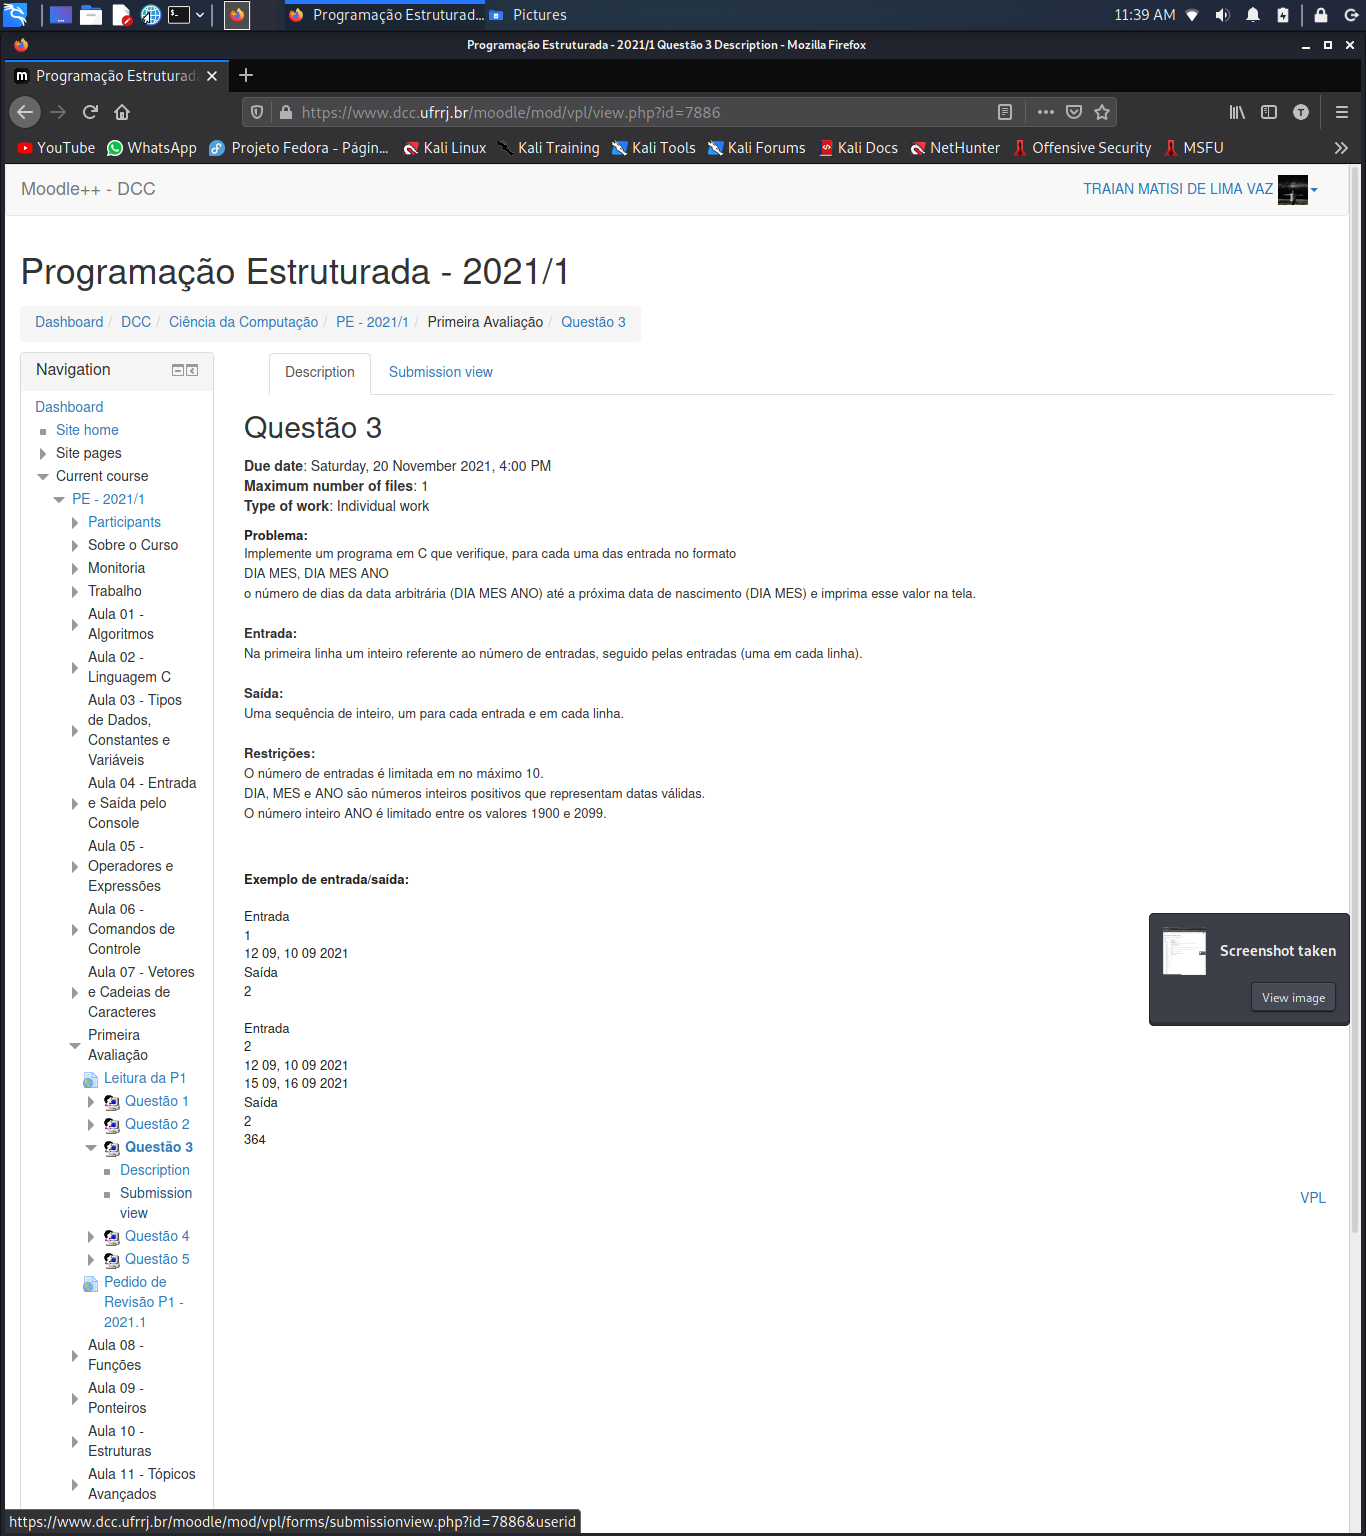 Programação Estruturad...
Pictures
11:39 AM
Programação Estruturada - 2021/1 Questão 3 Description - Mozilla Firefox
Programação Estruturada
https://www.dcc.ufrrj.br/moodle/mod/vpl/view.php?id=7886
T
YouTube
WhatsApp
Projeto Fedora - Págin...
Kali Linux
Kali Training
Kali Tools
Kali Forums
Kali Docs
NetHunter
Offensive Security
MSFU
Moodle++ - DCC
TRAIAN MATISI DE LIMA VAZ
Programação Estruturada - 2021/1
Dashboard / DCC / Ciência da Computação / PE - 2021/1 / Primeira Avaliação / Questão 3
Navigation
Dashboard
Site home
Site pages
Current course
PE - 2021/1
Participants
Sobre o Curso
Monitoria
Trabalho
Aula 01 -
Algoritmos
Aula 02 -
Linguagem C
Aula 03 - Tipos
de Dados,
Constantes e
Variáveis
Aula 04 - Entrada
e Saída pelo
Console
Aula 05 -
Operadores e
Expressões
Aula 06 -
Comandos de
Controle
Aula 07 - Vetores
e Cadeias de
Caracteres
Primeira
Avaliação
Leitura da P1
Questão 1
Questão 2
Questão 3
Description
Submission
view
Questão 4
Questão 5
Pedido de
Revisão P1 -
2021.1
Aula 08 -
Funções
Aula 09 -
Ponteiros
Aula 10 -
Estruturas
Aula 11 - Tópicos
Avançados
Description
Submission view
Questão 3
Due date: Saturday, 20 November 2021, 4:00 PM
Maximum number of files: 1
Type of work: Individual work
Problema:
Implemente um programa em C que verifique, para cada uma das entrada no formato
DIA MES, DIA MES ANO
o número de dias da data arbitrária (DIA MES ANO) até a próxima data de nascimento (DIA MES) e imprima esse valor na tela.
Entrada:
Na primeira linha um inteiro referente ao número de entradas, seguido pelas entradas (uma em cada linha).
Saída:
Uma sequência de inteiro, um para cada entrada e em cada linha.
Restrições:
O número de entradas é limitada em no máximo 10.
DIA, MES e ANO são números inteiros positivos que representam datas válidas.
O número inteiro ANO é limitado entre os valores 1900 e 2099.
Exemplo de entrada/saída:
Entrada
1
12 09, 10 09 2021
Saída
2
Entrada
2
12 09, 10 09 2021
15 09, 16 09 2021
Saída
2
364
VPL
Screenshot taken
View image
https://www.dcc.ufrrj.br/moodle/mod/vpl/forms/submissionview.php?id=7886&userid